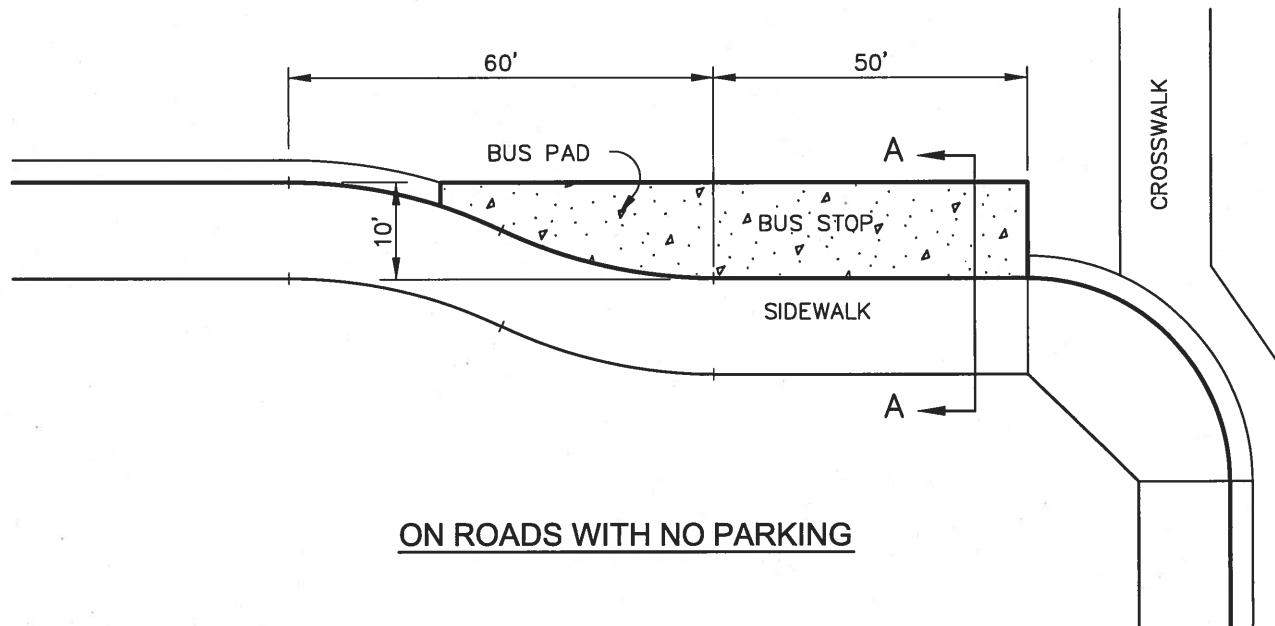 60'
50'
BUS PAD
A
CROSSWALK
10'
BUS STOP
SIDEWALK
A
ON ROADS WITH NO PARKING